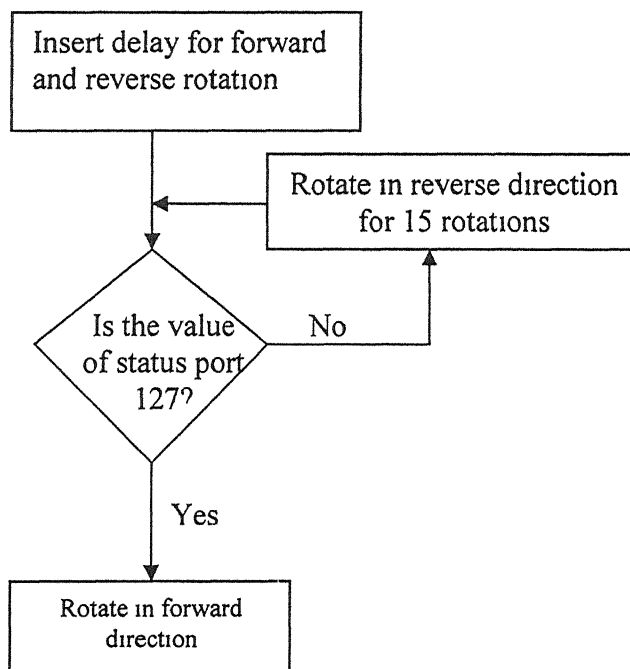 Insert delay for forward
and reverse rotation
Rotate in reverse direction
for 15 rotations
Is the value
of status port
127?
No
Yes
Rotate in forward
direction